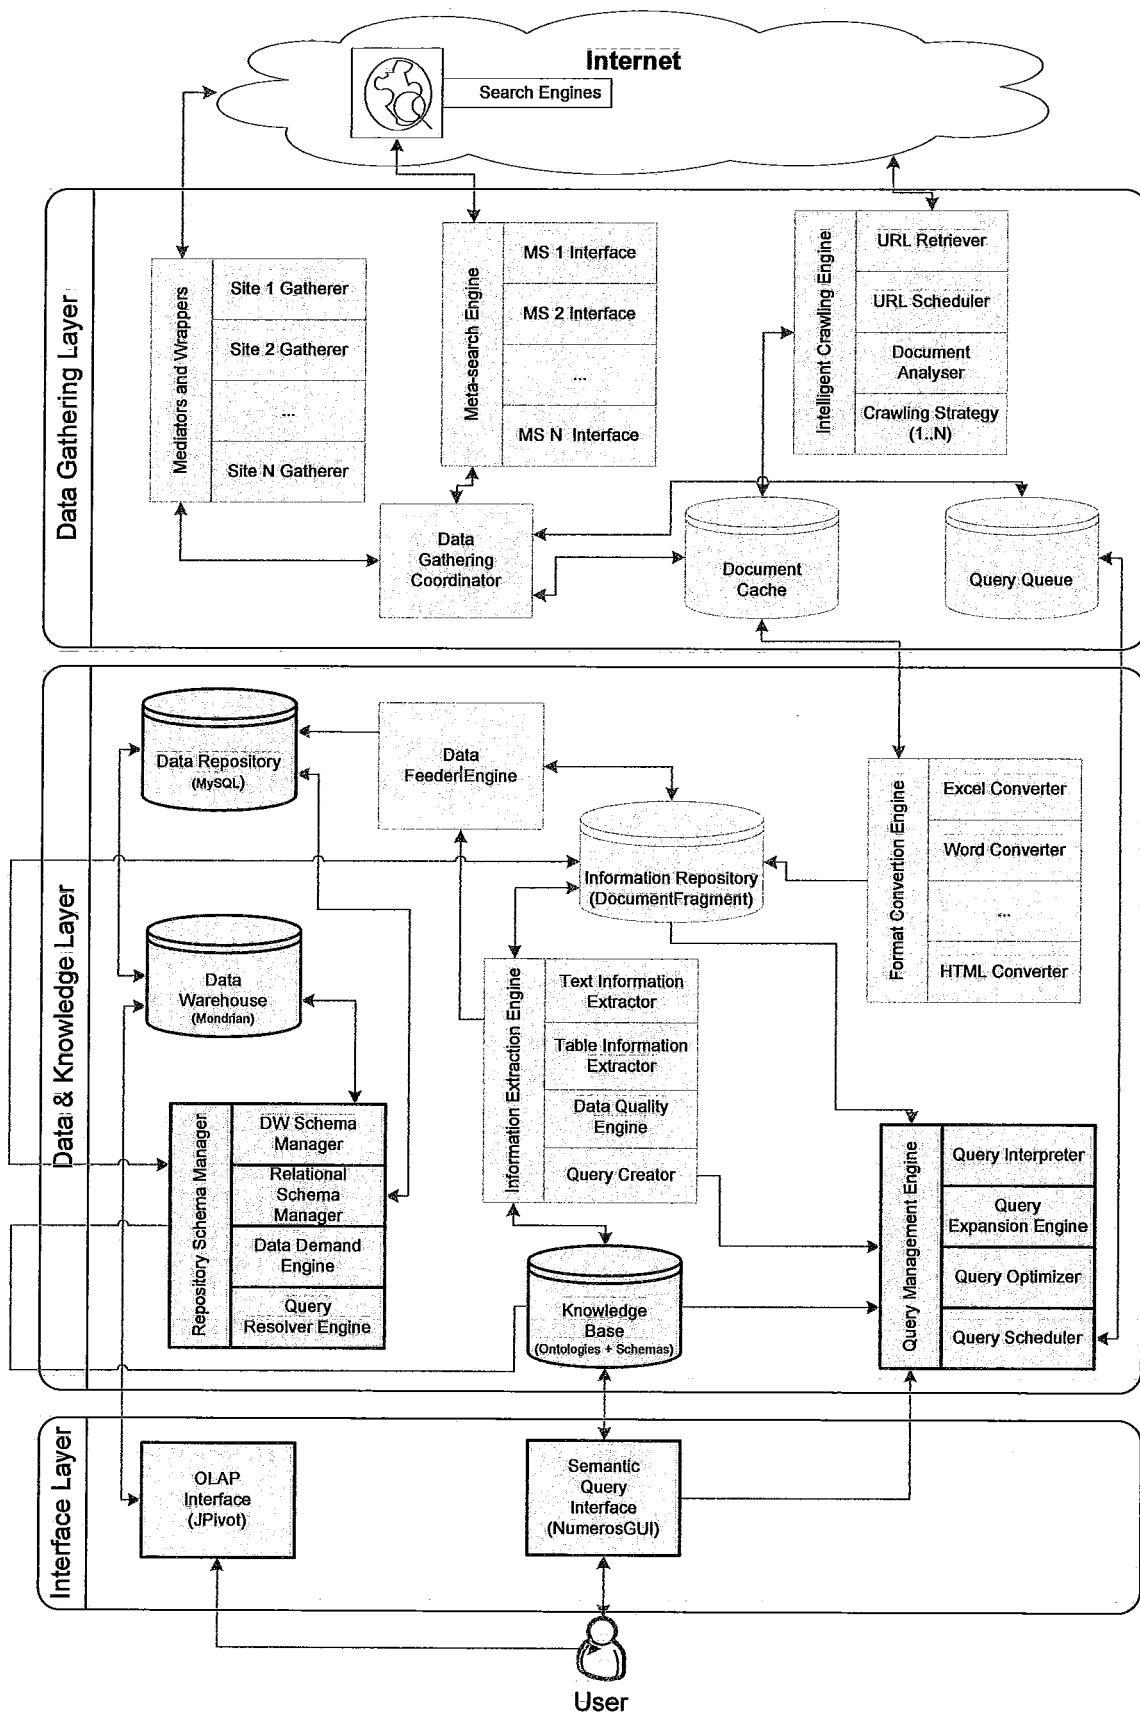 Internet
Search Engines
Data Gathering Layer
Mediators and Wrappers
Site 1 Gatherer
Site 2 Gatherer
...
Site N Gatherer
Meta-search Engine
MS 1 Interface
MS 2 Interface
...
MS N Interface
Intelligent Crawling Engine
URL Retriever
URL Scheduler
Document
Analyser
Crawling Strategy
(1..N)
Data
Gathering
Coordinator
Document
Cache
Query Queue
Data & Knowledge Layer
Data Repository
(MySQL)
Data
Feeder Engine
Information Repository
(DocumentFragment)
Format Convertion Engine
Excel Converter
Word Converter
...
HTML Converter
Data
Warehouse
(Mondrian)
Information Extraction Engine
Text Information
Extractor
Table Information
Extractor
Data Quality
Engine
Query Creator
Repository Schema Manager
DW Schema
Manager
Relational
Schema
Manager
Data Demand
Engine
Query
Resolver Engine
Knowledge
Base
(Ontologies + Schemas)
Query Management Engine
Query Interpreter
Query
Expansion Engine
Query Optimizer
Query Scheduler
Interface Layer
OLAP
Interface
(JPivot)
Semantic
Query
Interface
(NumerosGUI)
User